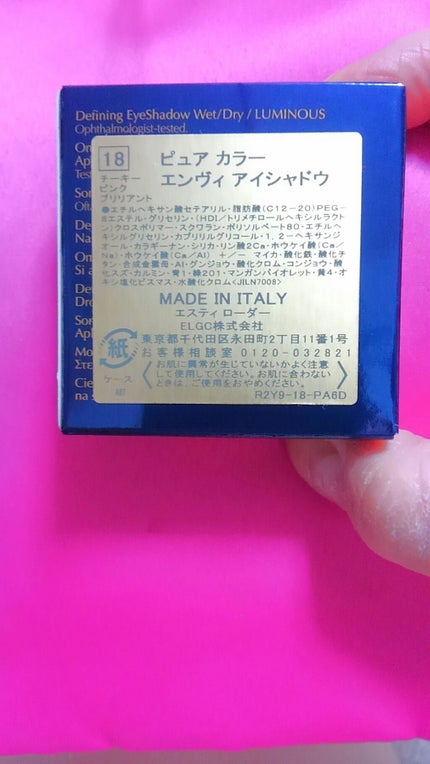 Defining EyeShadow Wet/Dry / LUMINOUS
Ophthalmologist-tested.
18
チーキー
ピンク
ブリリアント
ピュア カラー
エンヴィ アイシャドウ
●エチルヘキサン酸セテアリル・脂肪酸(C12-20)PEG-
8エステル・グリセリン・(HDI/トリメチロールヘキシルラクト
ン)クロスポリマー・スクワラン・ポリソルベート80・エチルヘ
キシルグリセリン・カプリリルグリコール・1,2-ヘキサンジ
オール・カラギーナン・シリカ・リン酸2Ca・ホウケイ酸(Ca/
Na)・ホウケイ酸(Ca/Al) +/- マイカ・酸化鉄・酸化チ
タン・合成金雲母・Al・グンジョウ・酸化クロム・コンジョウ・酸
化スズ・カルミン・青1・緑201・マンガンバイオレット・黄4・オ
キシ塩化ビスマス・水酸化クロム<JILN7008>
MADE IN ITALY
エスティ ローダー
ELGC株式会社
東京都千代田区永田町2丁目11番1号
お客様相談室 0120-032821
お肌に異常が生じていないかよく注意
して使用してください。お肌に合わない
ときは、ご使用をおやめください。
紙
ケース
R2Y9-18-PA6D